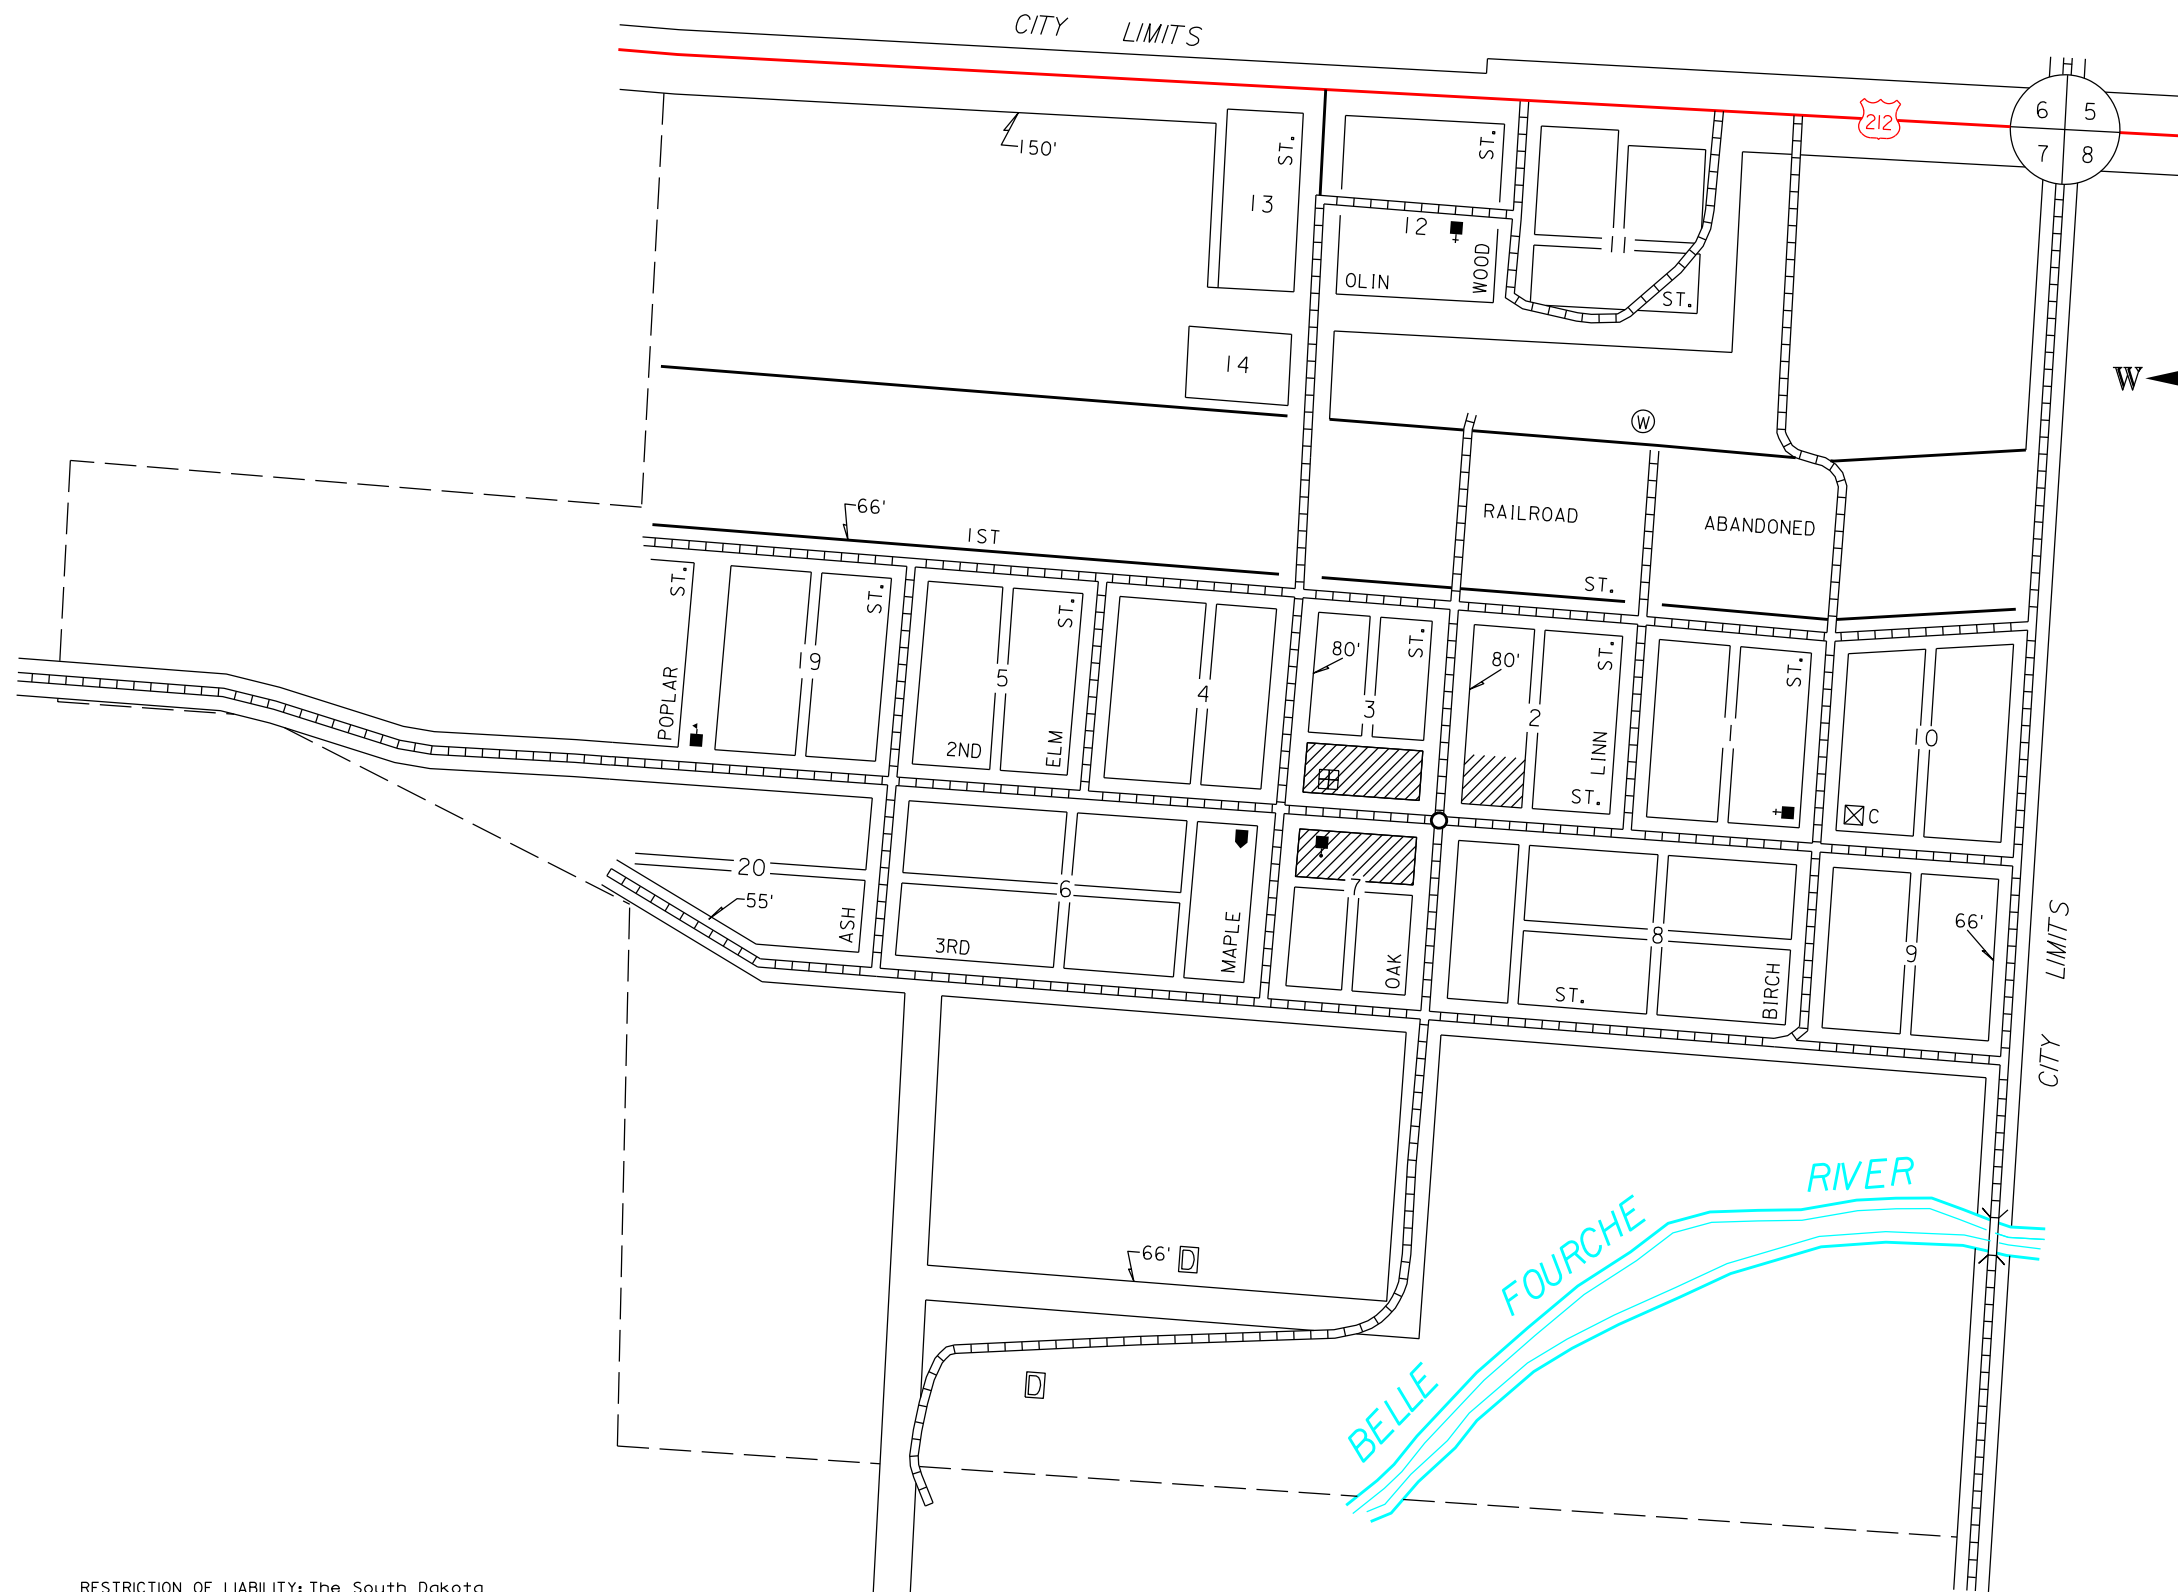 CITY LIMITS
212
6 5
7 8
150'
ST.
13
ST.
12
WOOD
OLIN
11
ST.
14
W
W
66'
1ST
RAILROAD
ABANDONED
ST.
POPLAR ST.
19
ST.
5
ELM ST.
2ND
4
80'
3
ST.
80'
2
LINN ST.
ST.
1
ST.
10
C
20
55'
ASH
6
3RD
MAPLE
7
OAK
8
ST.
BIRCH
9
66'
CITY LIMITS
66'
D
D
BELLE FOURCHE RIVER
RESTRICTION OF LIABILITY: The South Dakota